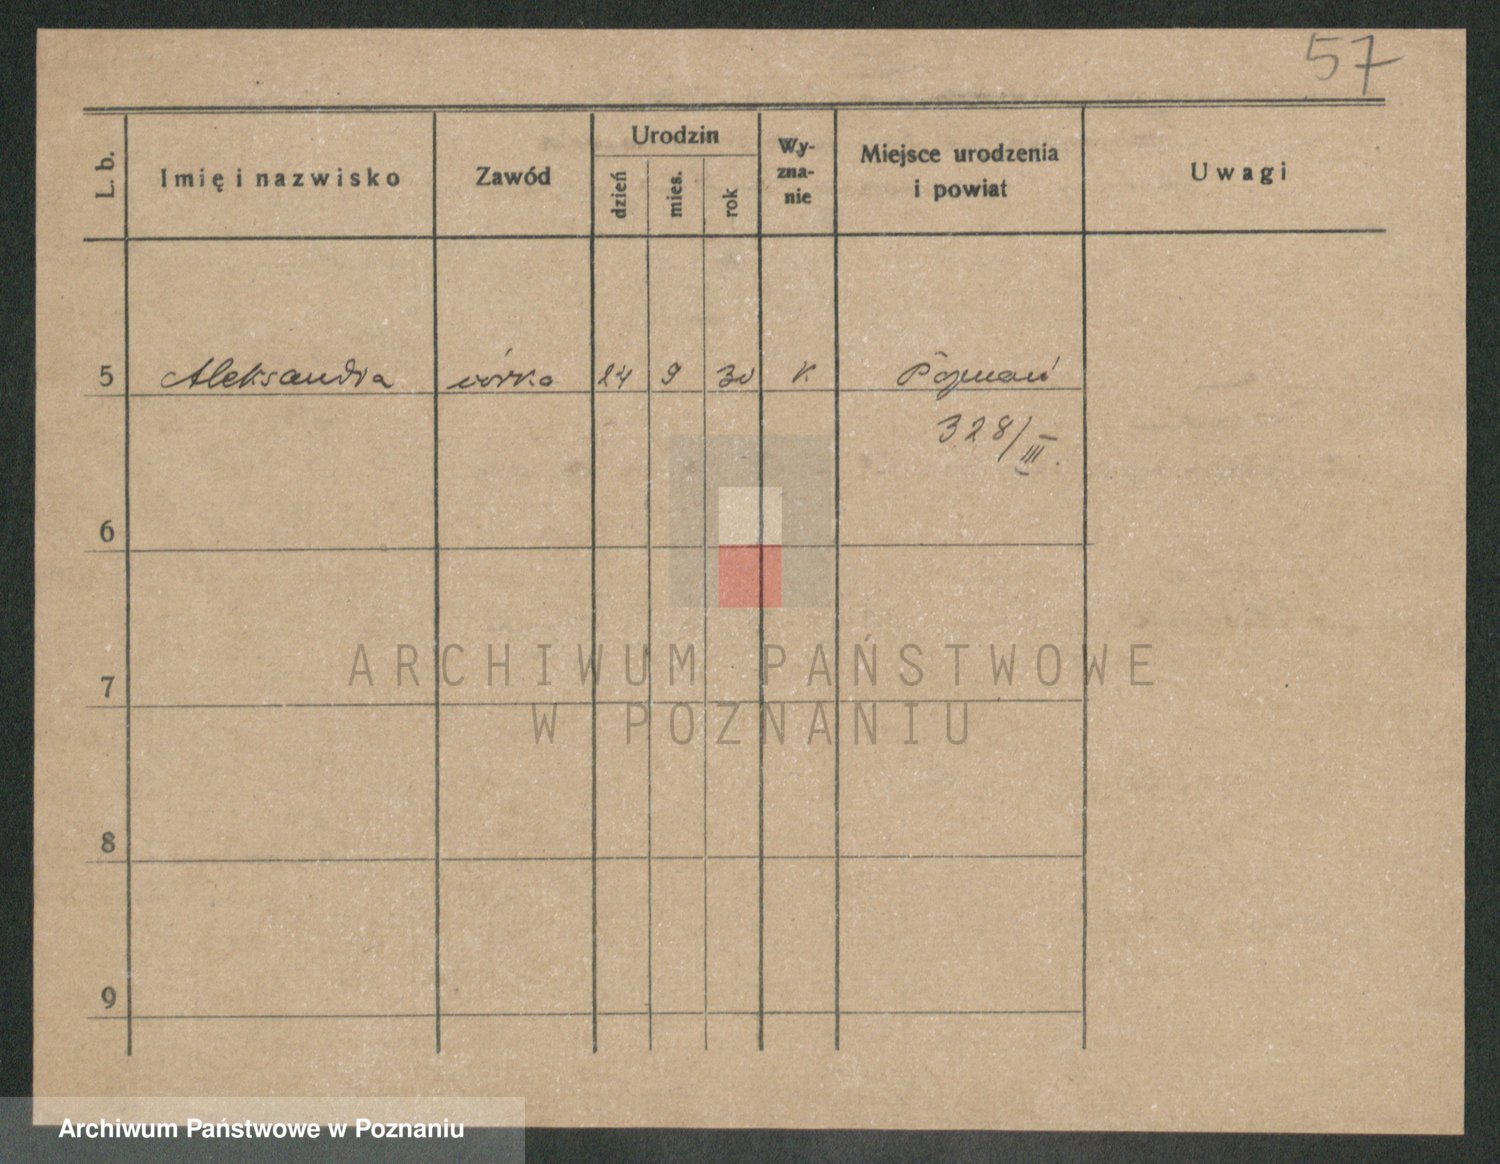 57
L. b.
Imię i nazwisko
Zawód
Urodzin
dzień
mies.
rok
Wy-
zna-
nie
Miejsce urodzenia
i powiat
Uwagi
5 Aleksandra córka 24 9 30 k Poznań
328/III.
6
7
8
9
ARCHIWUM PAŃSTWOWE
W POZNANIU
Archiwum Państwowe w Poznaniu